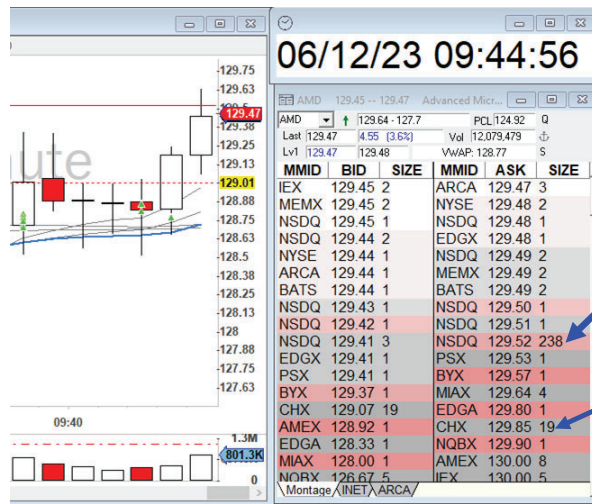 129.75
129.63
129.47
129.38
129.25
129.13
129.01
128.88
128.75
128.63
128.5
128.38
128.25
128.13
128
127.88
127.75
127.63
ute
09:40
1.3M
801.3K
0
06/12/23 09:44:56
AMD 129.45 -- 129.47 Advanced Micr...
AMD 129.64 - 127.7 PCL 124.92 Q
Last 129.47 4.55 (3.6%) Vol 12,079,479
Lv1 129.47 129.48 VWAP: 128.77 S
MMID BID SIZE MMID ASK SIZE
IEX 129.45 2 ARCA 129.47 3
MEMX 129.45 2 NYSE 129.48 2
NSDQ 129.45 1 NSDQ 129.48 1
NSDQ 129.44 2 EDGX 129.48 1
NYSE 129.44 1 NSDQ 129.49 2
ARCA 129.44 1 MEMX 129.49 2
BATS 129.44 1 BATS 129.49 2
NSDQ 129.43 1 NSDQ 129.50 1
NSDQ 129.42 1 NSDQ 129.51 1
NSDQ 129.41 3 NSDQ 129.52 238
EDGX 129.41 1 PSX 129.53 1
PSX 129.41 1 BYX 129.57 1
BYX 129.37 1 MIAX 129.64 4
CHX 129.07 19 EDGA 129.80 1
AMEX 128.92 1 CHX 129.85 19
EDGA 128.33 1 NQBX 129.90 1
MIAX 128.00 1 AMEX 130.00 8
NQBX 126.67 5 IEX 130.00 5
Montage INET ARCA